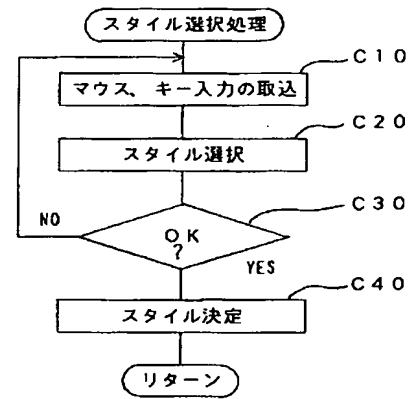 スタイル選択処理
C10
マウス、キー入力の取込
C20
スタイル選択
C30
NO
OK
?
YES
C40
スタイル決定
リターン